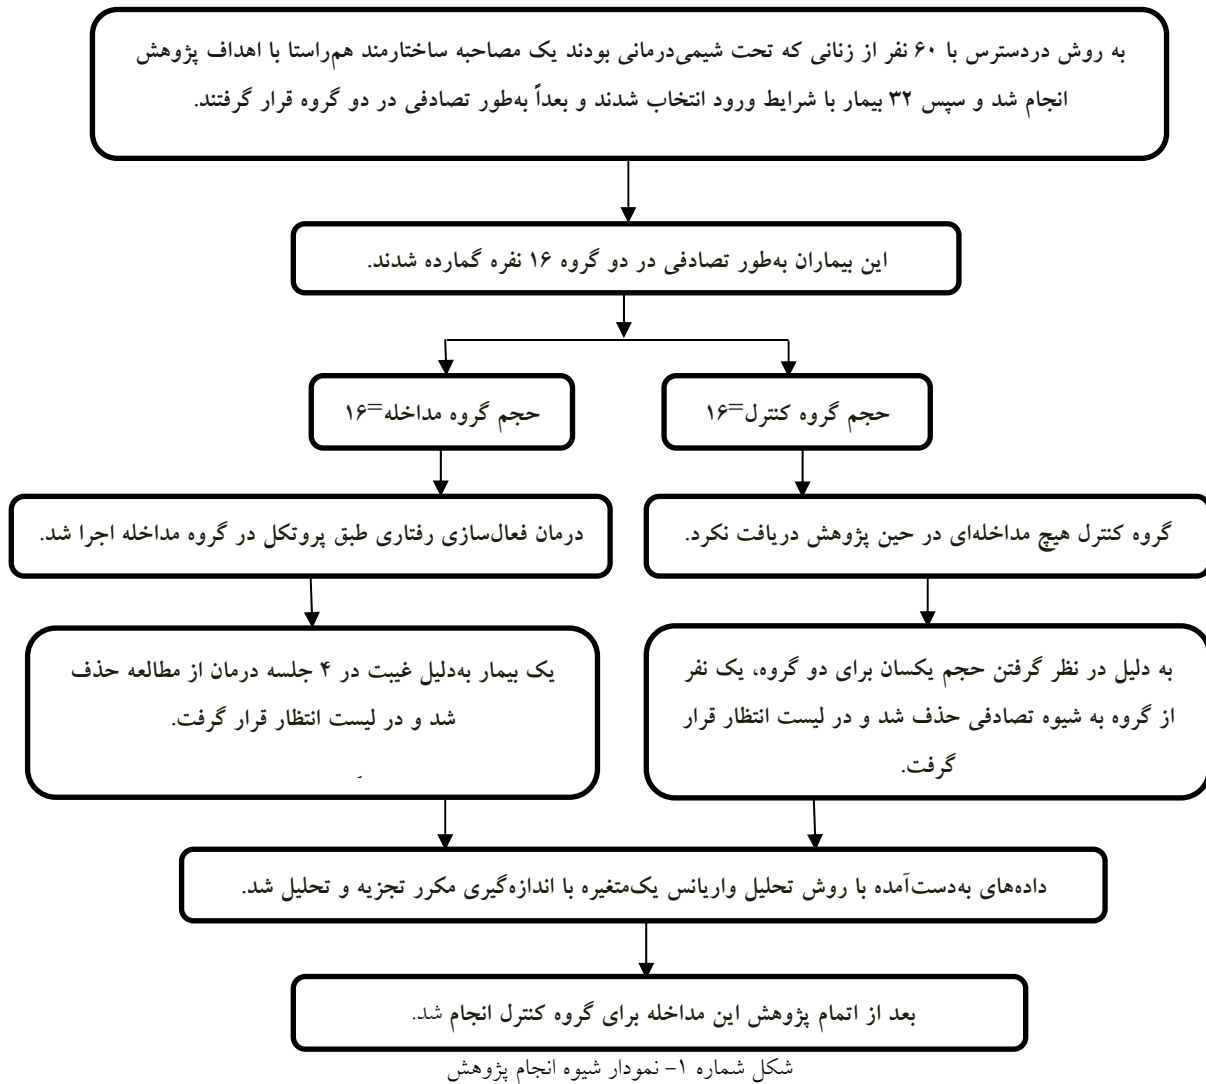 به روش دردسترس با ۶۰ نفر از زنانی که تحت شیمی‌درمانی بودند یک مصاحبه ساختارمند هم‌راستا با اهداف پژوهش
انجام شد و سپس ۳۲ بیمار با شرایط ورود انتخاب شدند و بعداً به‌طور تصادفی در دو گروه قرار گرفتند.
این بیماران به‌طور تصادفی در دو گروه ۱۶ نفره گمارده شدند.
حجم گروه کنترل=۱۶
حجم گروه مداخله=۱۶
گروه کنترل هیچ مداخله‌ای در حین پژوهش دریافت نکرد.
درمان فعال‌سازی رفتاری طبق پروتکل در گروه مداخله اجرا شد.
به دلیل در نظر گرفتن حجم یکسان برای دو گروه، یک نفر
از گروه به شیوه تصادفی حذف شد و در لیست انتظار قرار
گرفت.
یک بیمار به‌دلیل غیبت در ۴ جلسه درمان از مطالعه حذف
شد و در لیست انتظار قرار گرفت.
داده‌های به‌دست‌آمده با روش تحلیل واریانس یک‌متغیره با اندازه‌گیری مکرر تجزیه و تحلیل شد.
بعد از اتمام پژوهش این مداخله برای گروه کنترل انجام شد.
شکل شماره ۱- نمودار شیوه انجام پژوهش